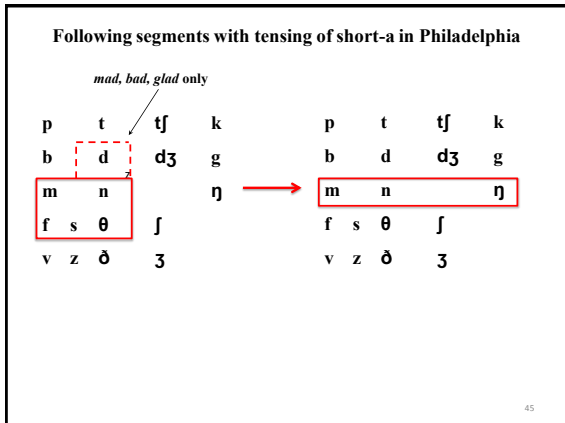 Following segments with tensing of short-a in Philadelphia
mad, bad, glad only
p t tʃ k p t tʃ k
b d dʒ g b d dʒ g
m n ŋ m n ŋ
f s θ ʃ f s θ ʃ
v z ð ʒ v z ð ʒ
45